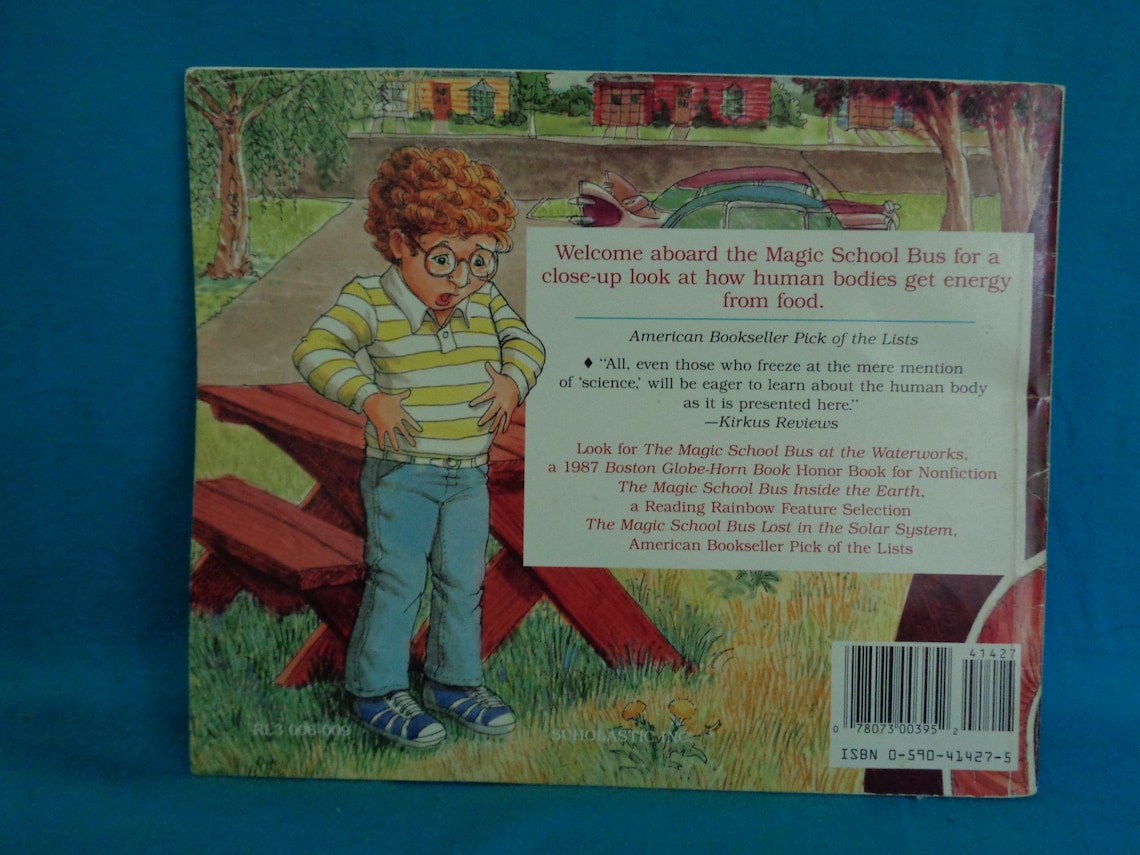 Welcome aboard the Magic School Bus for a
close-up look at how human bodies get energy
from food.
American Bookseller Pick of the Lists
♦ "All, even those who freeze at the mere mention
of 'science,' will be eager to learn about the human body
as it is presented here."
—Kirkus Reviews
Look for The Magic School Bus at the Waterworks,
a 1987 Boston Globe-Horn Book Honor Book for Nonfiction
The Magic School Bus Inside the Earth,
a Reading Rainbow Feature Selection
The Magic School Bus Lost in the Solar System,
American Bookseller Pick of the Lists
41427
0 78073 00395 2
ISBN 0-590-41427-5
RL3 008-009
SCHOLASTIC INC.